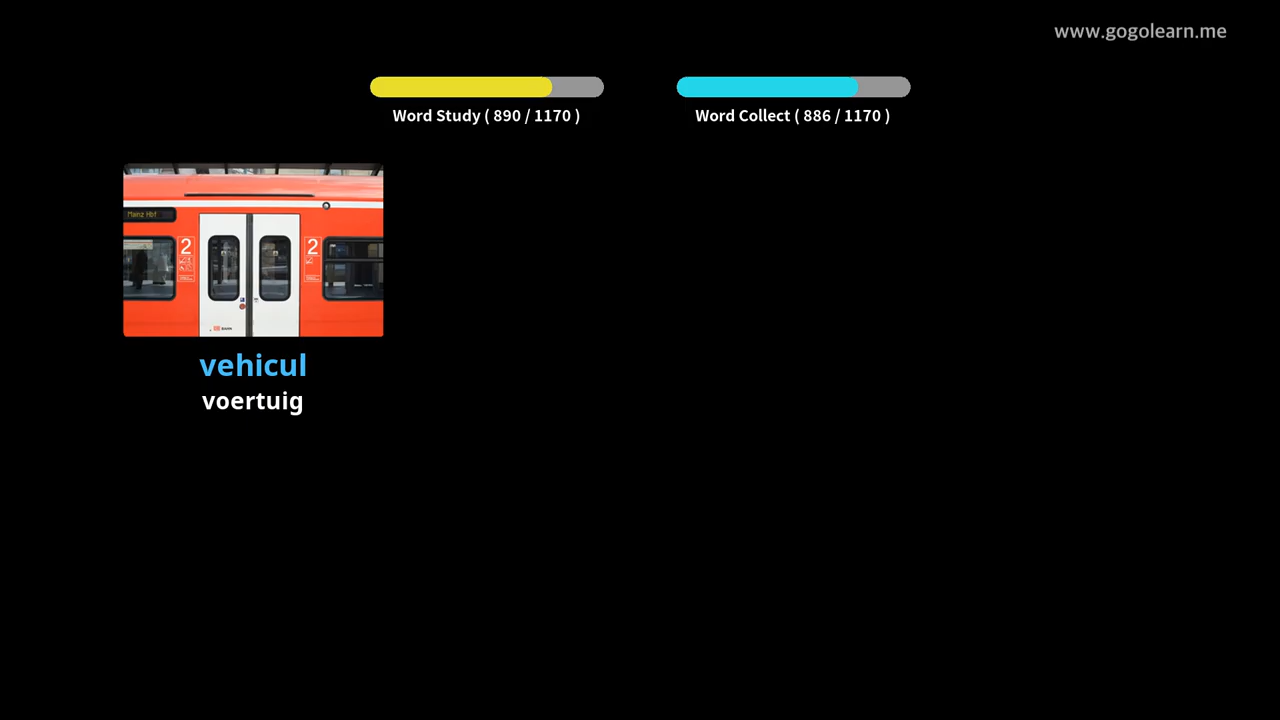 www.gogolearn.me
Word Study ( 890 / 1170 )
Word Collect ( 886 / 1170 )
Mainz Hbf
2
2
vehicul
voertuig